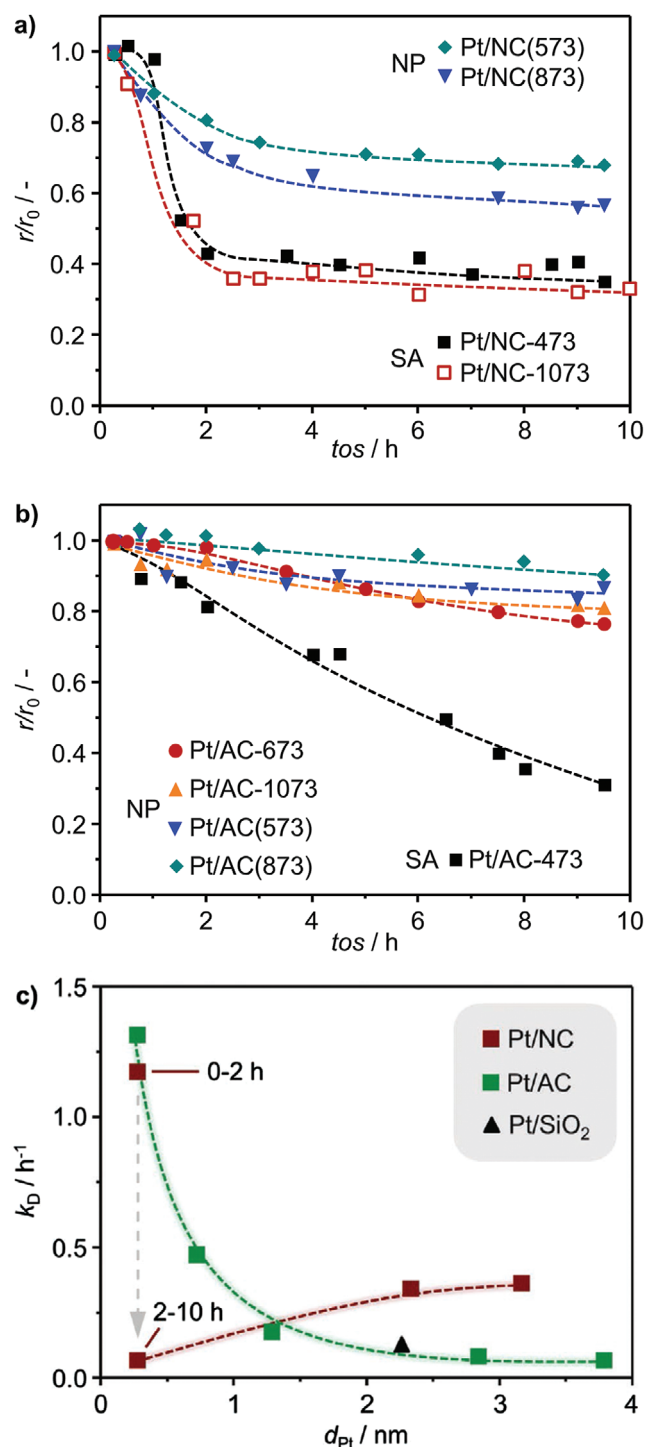 a)
1.0
0.8
0.6
0.4
0.2
0.0
r/r0 / -
NP
Pt/NC(573)
Pt/NC(873)
SA
Pt/NC-473
Pt/NC-1073
0 2 4 6 8 10
tos / h
b)
1.0
0.8
0.6
0.4
0.2
0.0
r/r0 / -
NP
Pt/AC-673
Pt/AC-1073
Pt/AC(573)
Pt/AC(873)
SA Pt/AC-473
0 2 4 6 8 10
tos / h
c)
1.5
1.0
0.5
0.0
kD / h-1
0-2 h
2-10 h
Pt/NC
Pt/AC
Pt/SiO2
0 1 2 3 4
dPt / nm